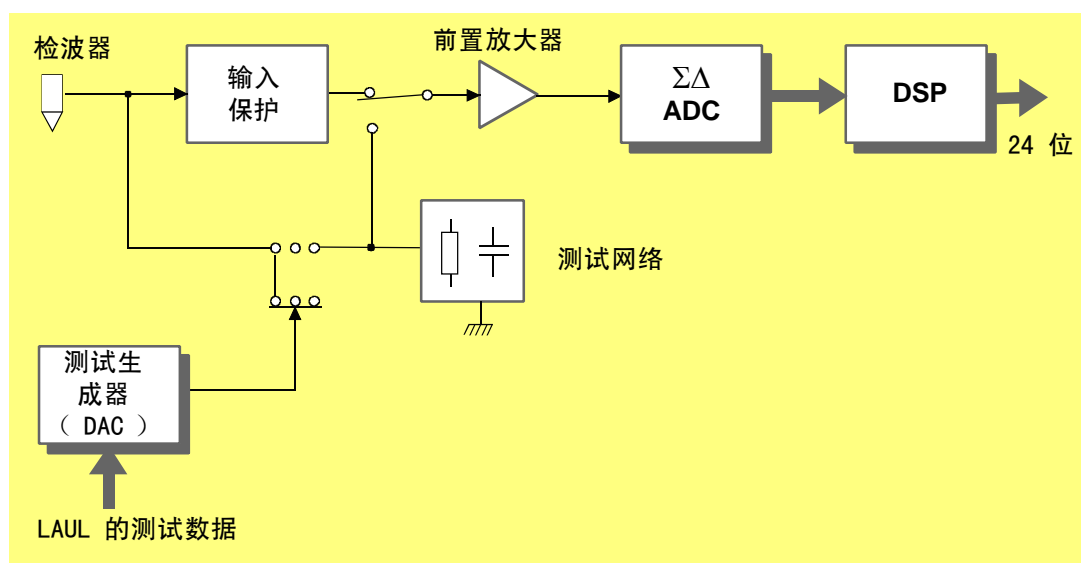 检波器
输入
保护
前置放大器
ΣΔ
ADC
DSP
24 位
测试网络
测试生
成器
（ DAC ）
LAUL 的测试数据